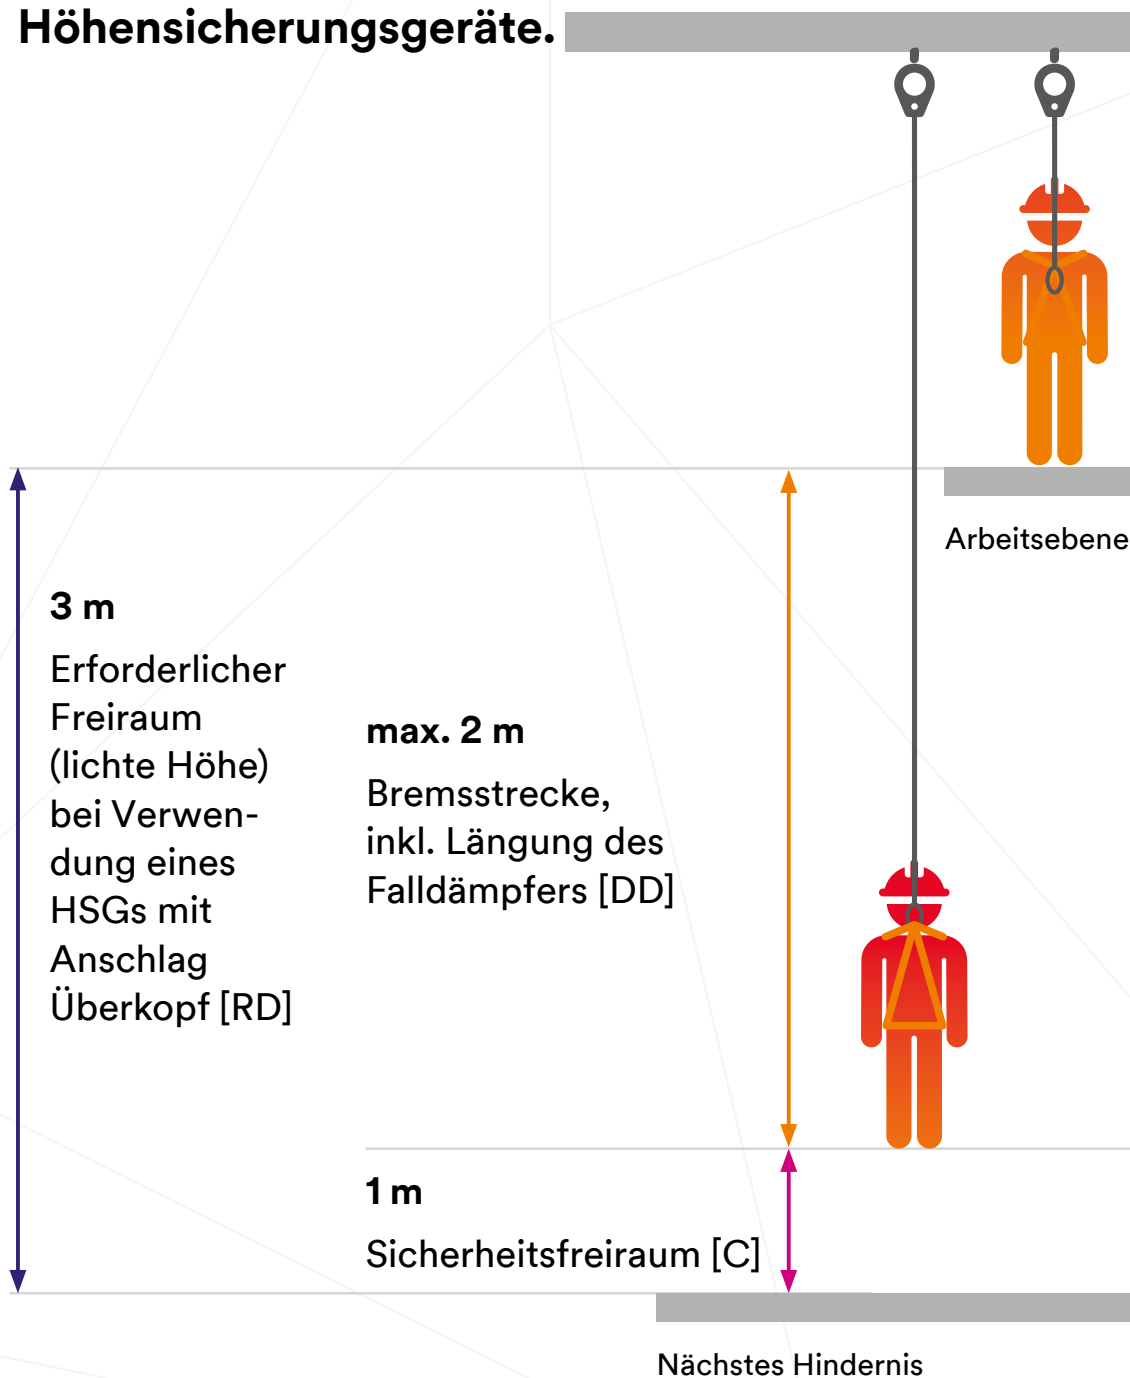 Höhensicherungsgeräte.
Arbeitsebene
3 m
Erforderlicher
Freiraum
(lichte Höhe)
bei Verwen-
dung eines
HSGs mit
Anschlag
Überkopf [RD]
max. 2 m
Bremsstrecke,
inkl. Längung des
Falldämpfers [DD]
1 m
Sicherheitsfreiraum [C]
Nächstes Hindernis